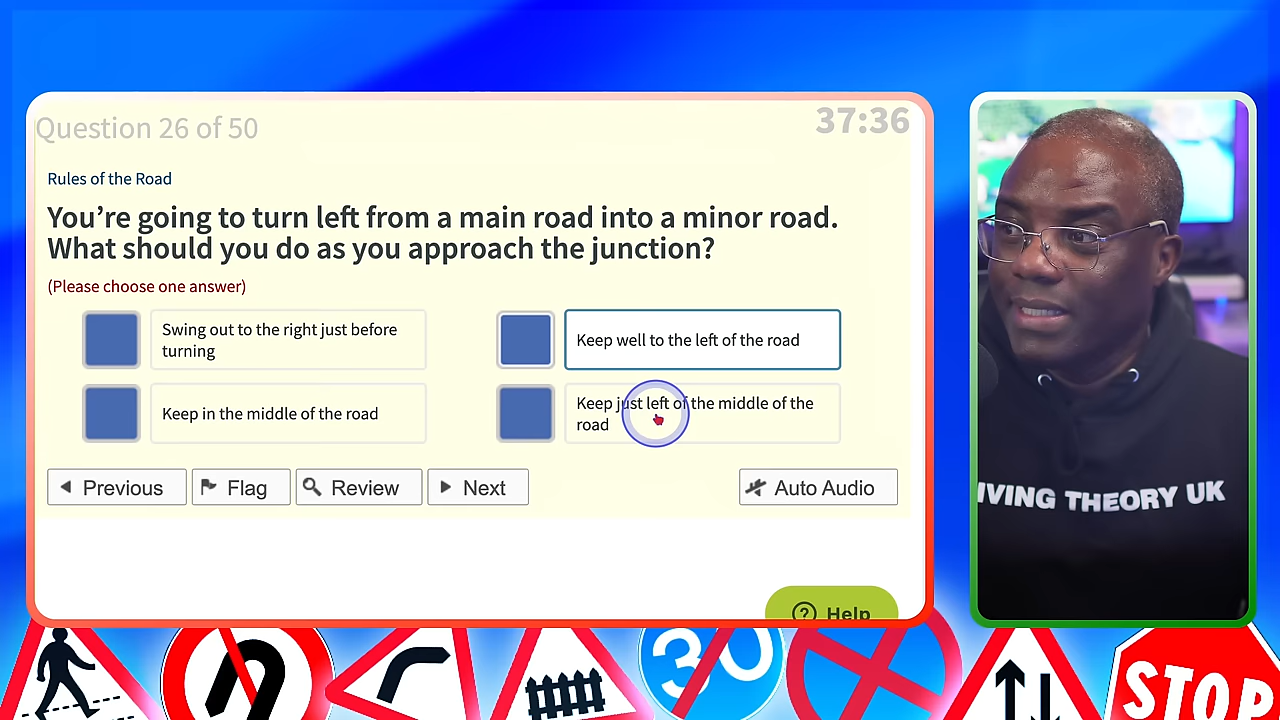 Question 26 of 50
37:36
Rules of the Road
You're going to turn left from a main road into a minor road.
What should you do as you approach the junction?
(Please choose one answer)
Swing out to the right just before
turning
Keep well to the left of the road
Keep in the middle of the road
Keep just left of the middle of the
road
Previous
Flag
Review
Next
Auto Audio
? Help
IVING THEORY UK
30
STOP